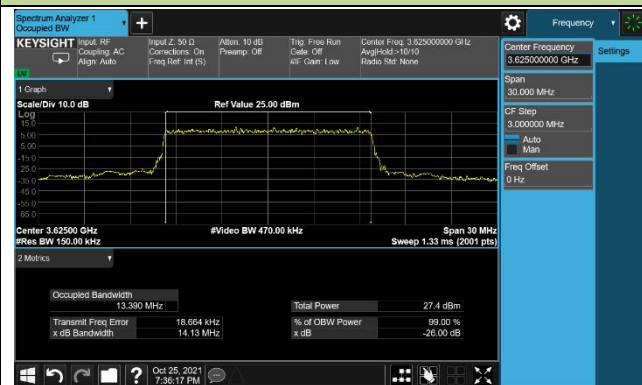 Spectrum Analyzer 1
Occupied BW
Frequency
KEYSIGHT
Input: RF
Coupling: AC
Align: Auto
Input Z: 50 Ω
Corrections: On
Freq Ref: Int (S)
Atten: 10 dB
Preamp: Off
Trig: Free Run
Gate: Off
#IF Gain: Low
Center Freq: 3.625000000 GHz
Avg|Hold:>10/10
Radio Std: None
1 Graph
Scale/Div 10.0 dB
Ref Value 25.00 dBm
Log
15.0
5.00
-5.00
-15.0
-25.0
-35.0
-45.0
-55.0
-65.0
Center 3.62500 GHz
#Video BW 470.00 kHz
Span 30 MHz
#Res BW 150.00 kHz
Sweep 1.33 ms (2001 pts)
2 Metrics
Occupied Bandwidth
13.390 MHz
Total Power
27.4 dBm
Transmit Freq Error
18.664 kHz
% of OBW Power
99.00 %
x dB Bandwidth
14.13 MHz
x dB
-26.00 dB
Center Frequency
3.625000000 GHz
Settings
Span
30.000 MHz
CF Step
3.000000 MHz
Auto
Man
Freq Offset
0 Hz
Oct 25, 2021
7:36:17 PM